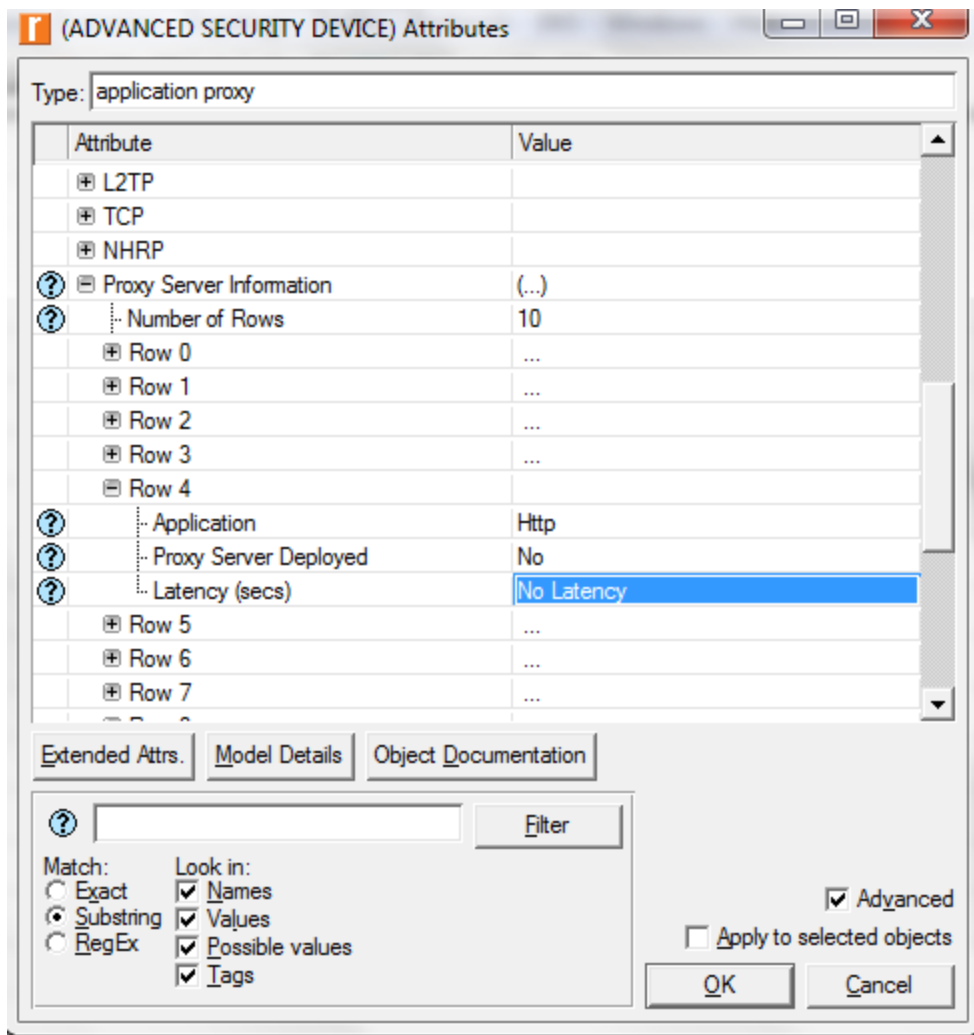 (ADVANCED SECURITY DEVICE) Attributes
Type: application proxy
Attribute Value
L2TP
TCP
NHRP
Proxy Server Information (...)
Number of Rows 10
Row 0 ...
Row 1 ...
Row 2 ...
Row 3 ...
Row 4
Application Http
Proxy Server Deployed No
Latency (secs) No Latency
Row 5 ...
Row 6 ...
Row 7 ...
Extended Attrs. Model Details Object Documentation
Filter
Match: Look in:
Exact Names
Substring Values
RegEx Possible values
Tags
Advanced
Apply to selected objects
OK Cancel